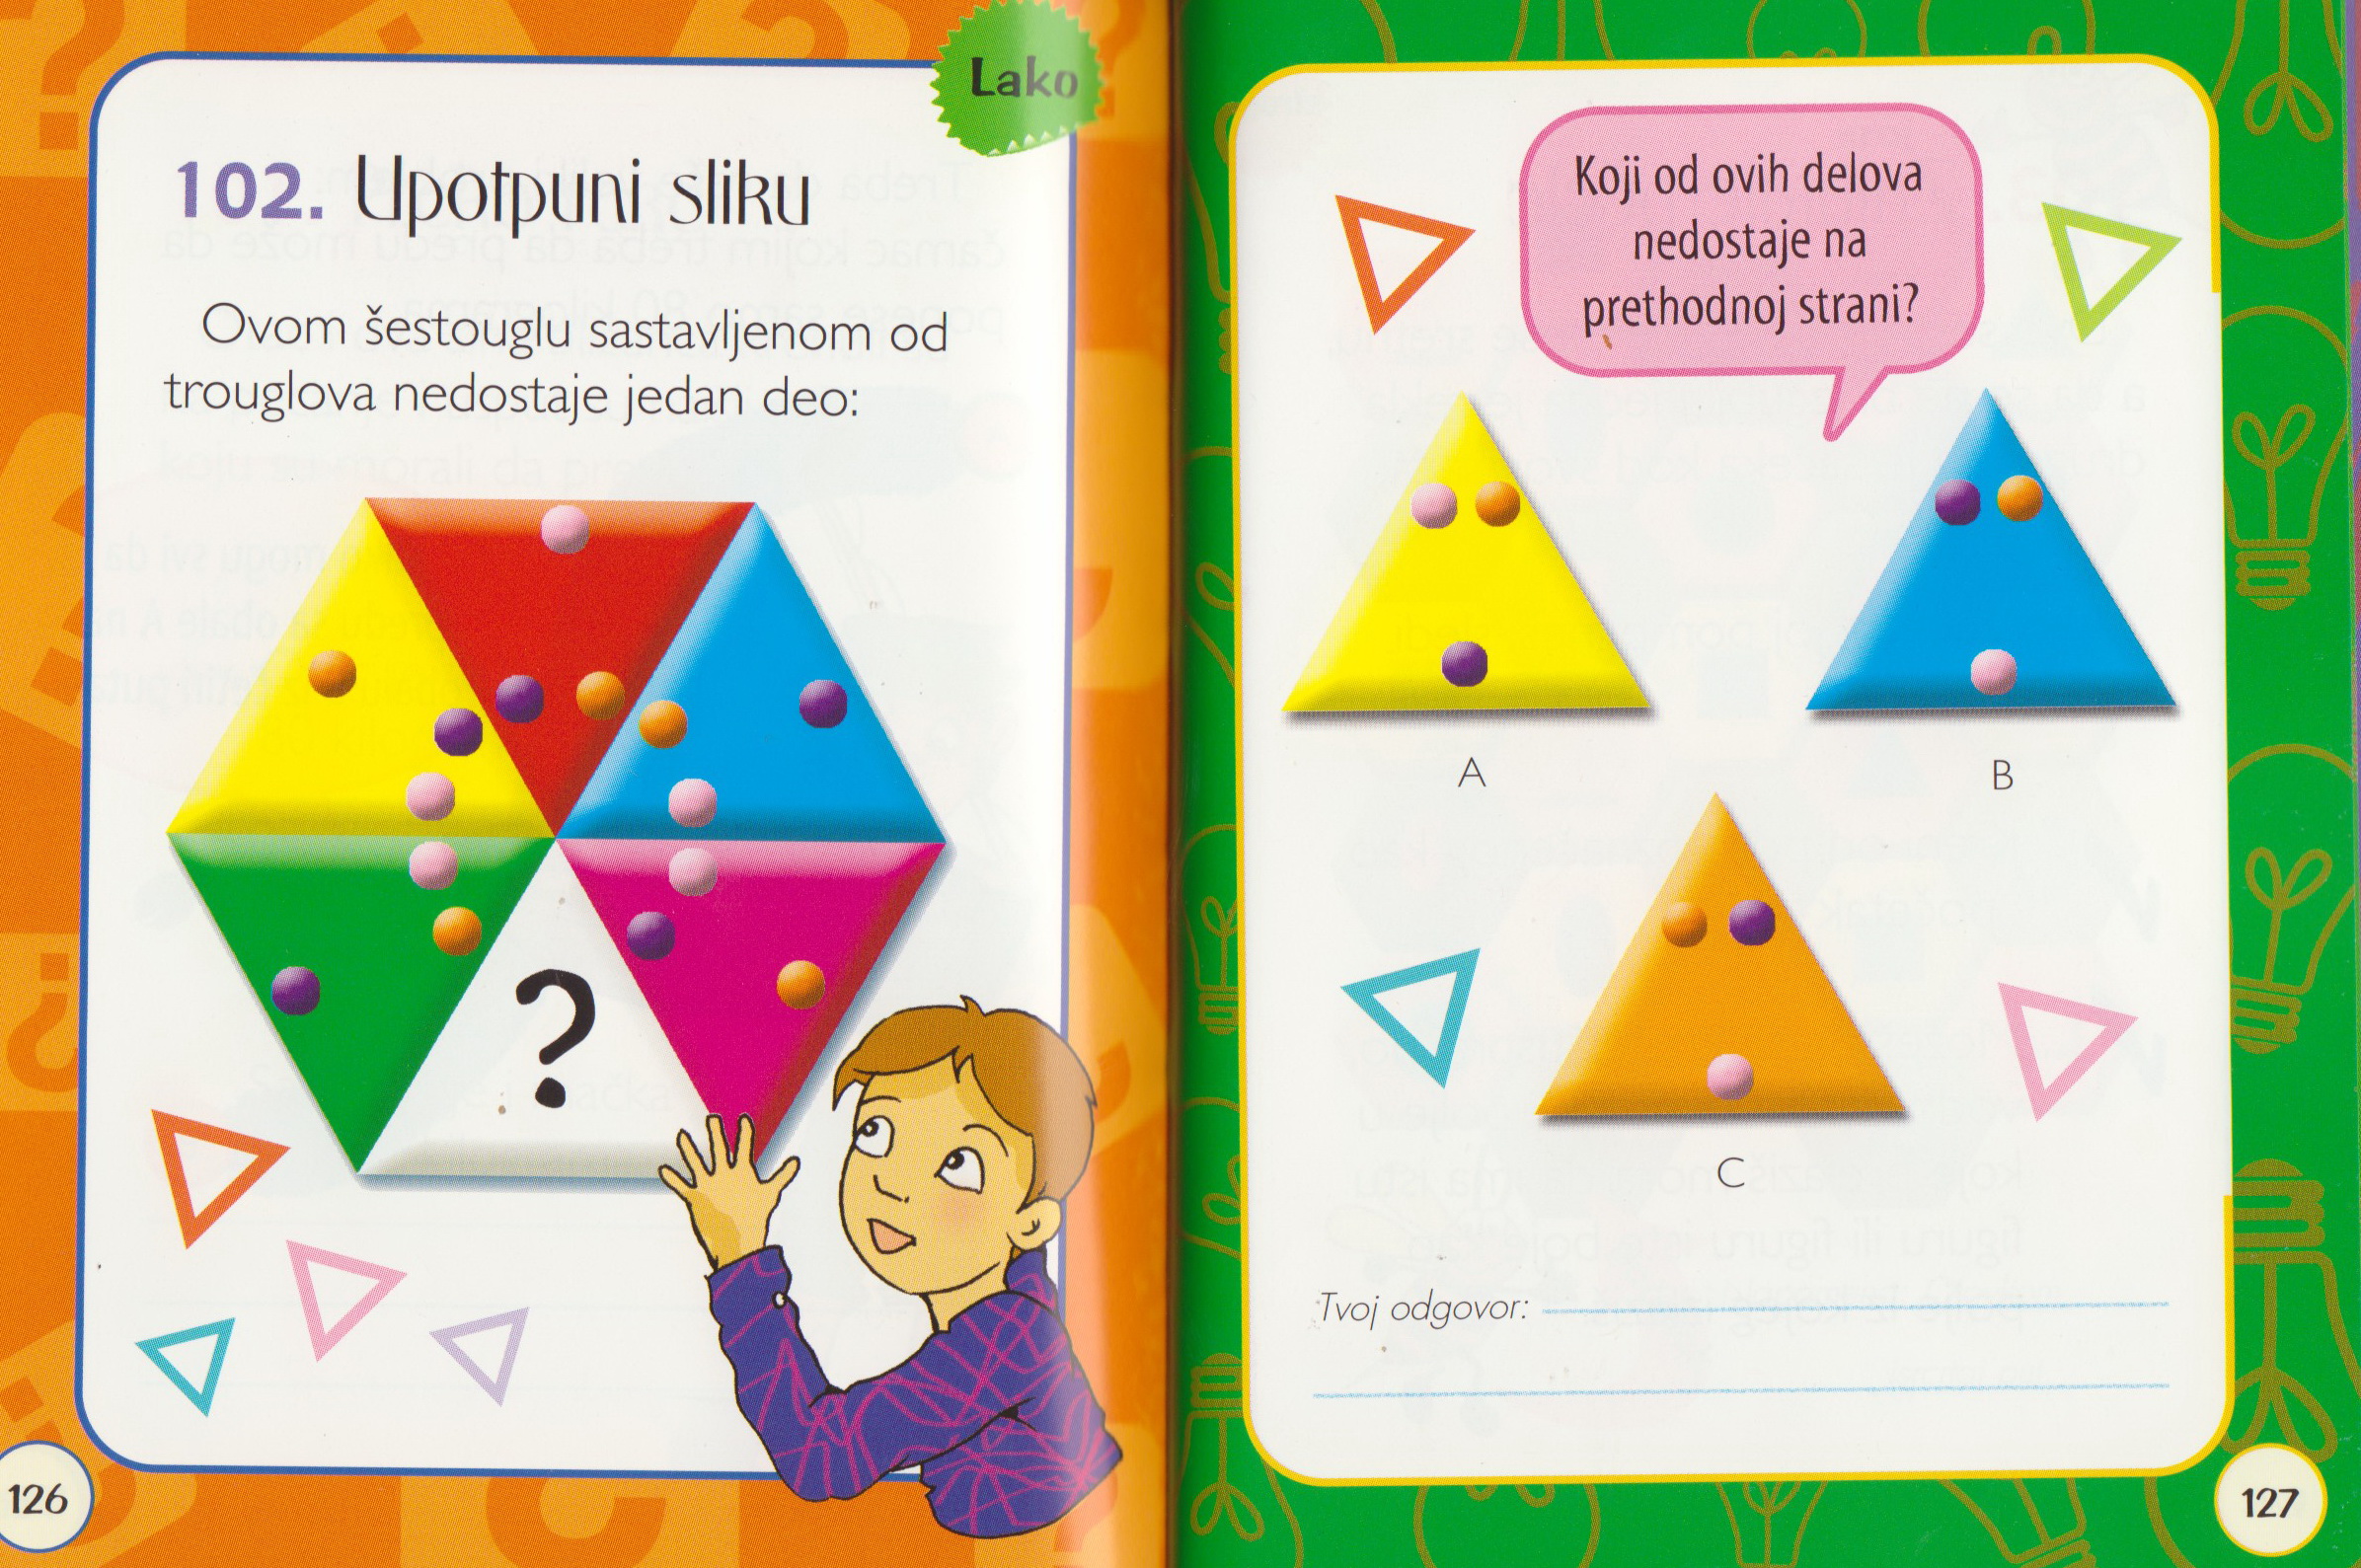 Lako
102. Upotpuni sliku
Ovom šestouglu sastavljenom od
trouglova nedostaje jedan deo:
?
126
Koji od ovih delova
nedostaje na
prethodnoj strani?
A
B
C
Tvoj odgovor:
127